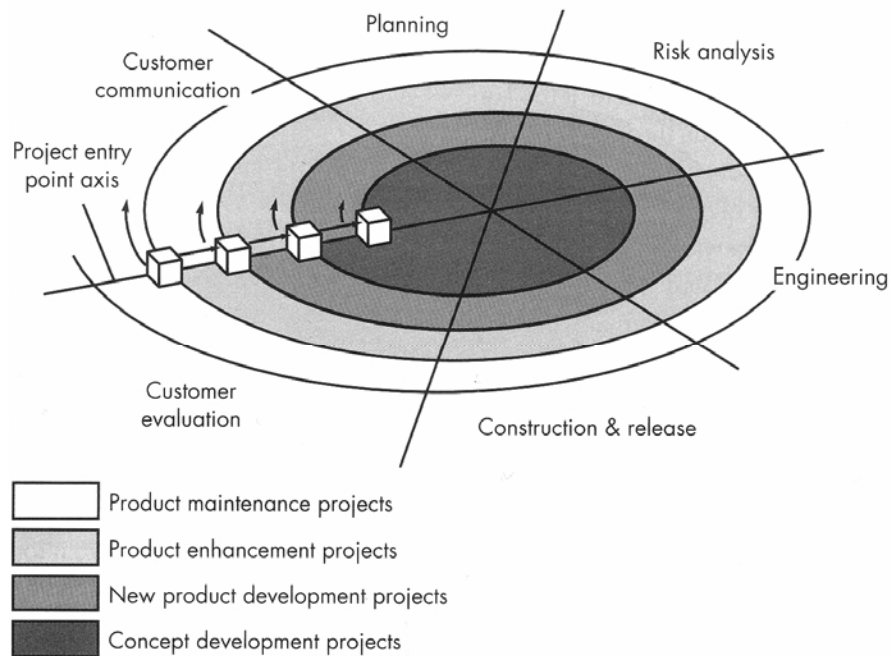 Planning
Risk analysis
Customer
communication
Project entry
point axis
Engineering
Customer
evaluation
Construction & release
Product maintenance projects
Product enhancement projects
New product development projects
Concept development projects